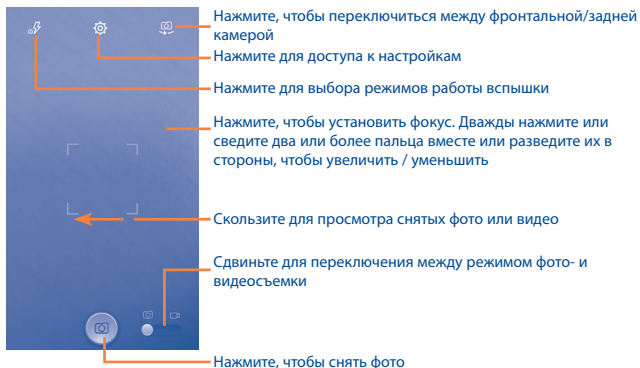 Нажмите, чтобы переключиться между фронтальной/задней
камерой
Нажмите для доступа к настройкам
Нажмите для выбора режимов работы вспышки
Нажмите, чтобы установить фокус. Дважды нажмите или
сведите два или более пальца вместе или разведите их в
стороны, чтобы увеличить / уменьшить
Скользите для просмотра снятых фото или видео
Сдвиньте для переключения между режимом фото- и
видеосъемки
Нажмите, чтобы снять фото